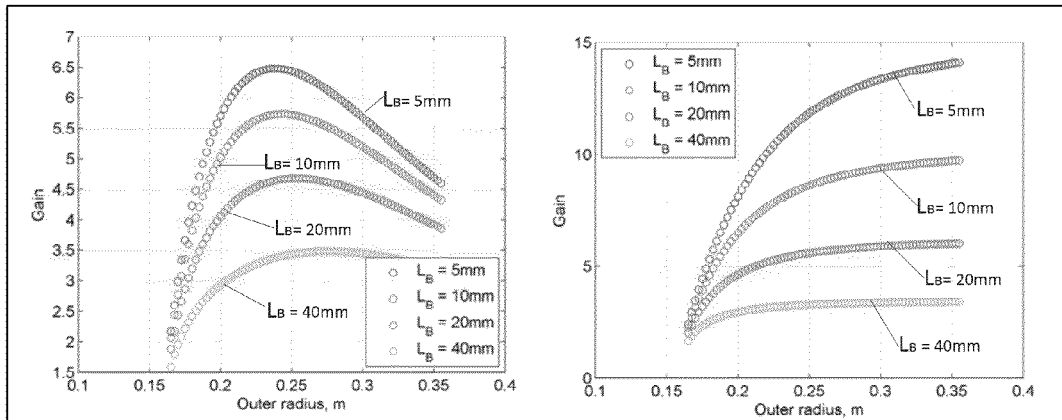 7
6.5
6
5.5
5
4.5
4
3.5
3
2.5
2
1.5
Gain
0.1
0.15
0.2
0.25
0.3
0.35
0.4
Outer radius, m
LB= 5mm
LB= 10mm
LB= 20mm
LB= 40mm
LB = 5mm
LB = 10mm
LB = 20mm
LB = 40mm
15
10
5
0
Gain
0.1
0.15
0.2
0.25
0.3
0.35
0.4
Outer radius, m
LB = 5mm
LB = 10mm
LB = 20mm
LB = 40mm
LB= 5mm
LB= 10mm
LB= 20mm
LB= 40mm